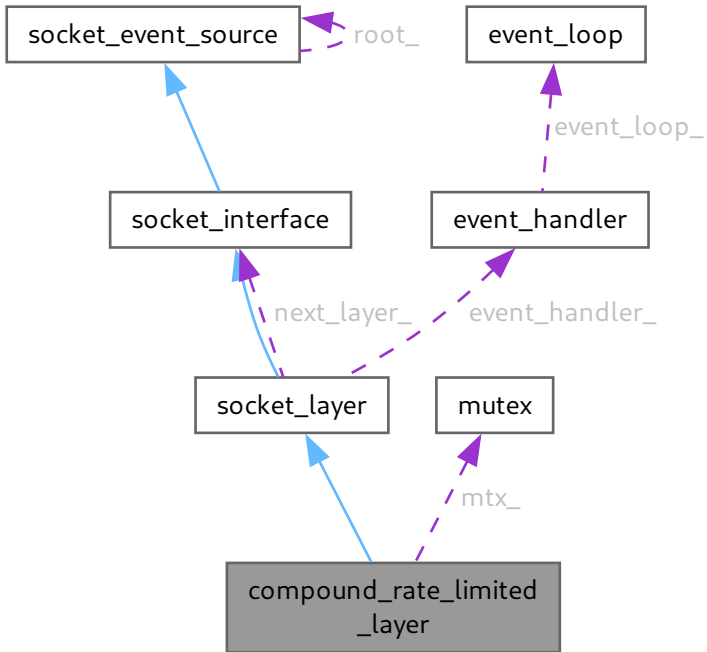 socket_event_source
root_
event_loop
event_loop_
socket_interface
event_handler
next_layer_
event_handler_
socket_layer
mutex
mtx_
compound_rate_limited
_layer